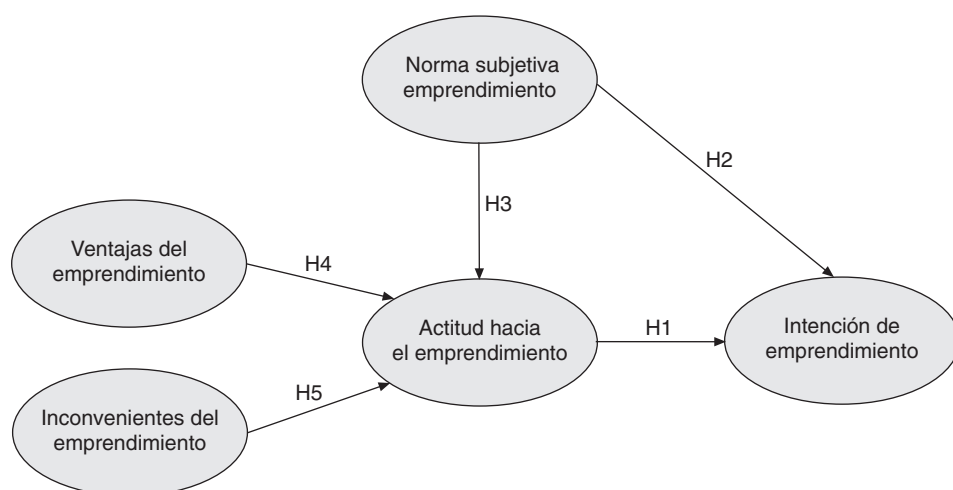 Norma subjetiva
emprendimiento
H2
H3
Ventajas del
emprendimiento
H4
Actitud hacia
el emprendimiento
H1
Intención de
emprendimiento
H5
Inconvenientes del
emprendimiento